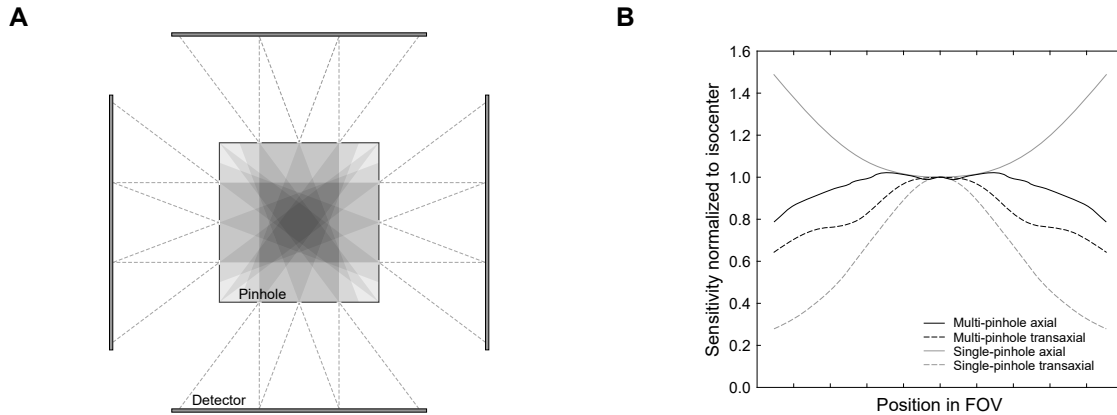 A
Pinhole
Detector
B
Sensitivity normalized to isocenter
1.6
1.4
1.2
1.0
0.8
0.6
0.4
0.2
0.0
Multi-pinhole axial
Multi-pinhole transaxial
Single-pinhole axial
Single-pinhole transaxial
Position in FOV